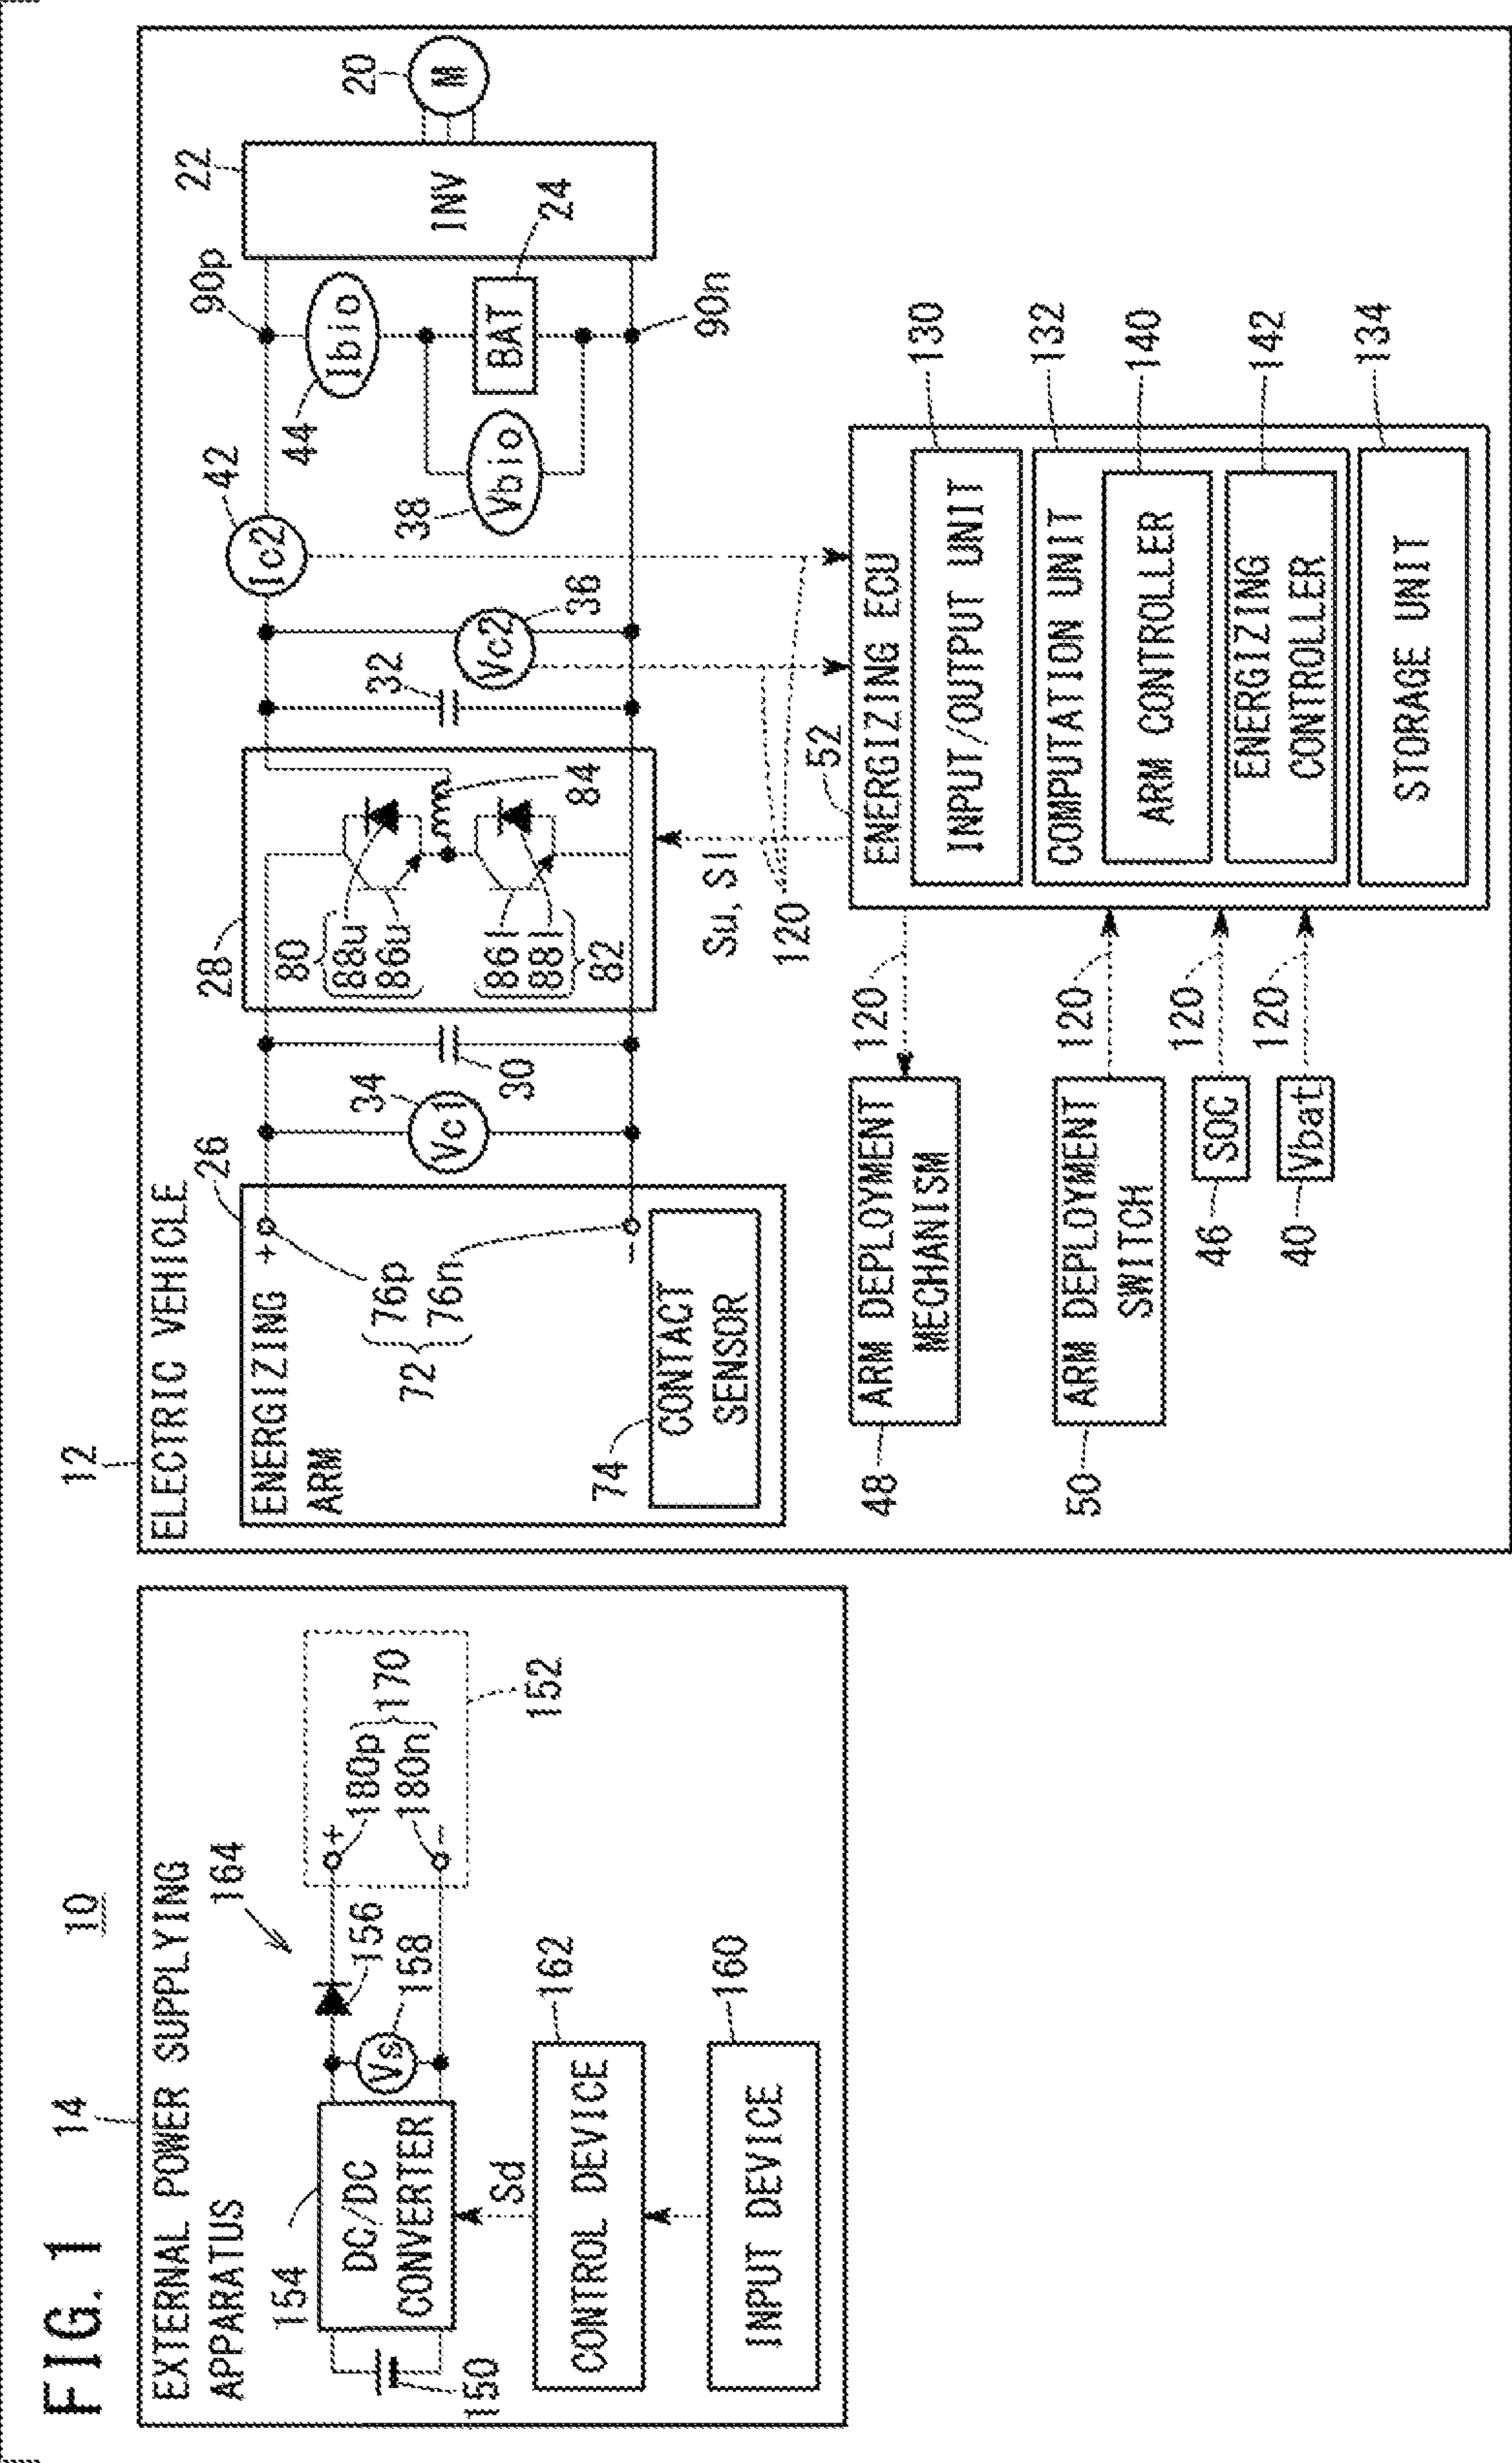 FIG. 1
10
14
EXTERNAL POWER SUPPLYING
APPARATUS
164
154
DC/DC
CONVERTER
150
Vs
156
158
+
-
180p
180n
170
152
Sd
162
CONTROL DEVICE
160
INPUT DEVICE
12
ELECTRIC VEHICLE
26
ENERGIZING
ARM
+
-
76p
76n
72
74
CONTACT
SENSOR
34
Vc1
30
28
80
88u
86u
86l
88l
82
84
32
Vc2
36
42
Ic2
44
Ibio
38
Vbio
BAT
24
90p
90n
22
INV
20
M
Su, Sl
120
52
ENERGIZING ECU
INPUT/OUTPUT UNIT
130
COMPUTATION UNIT
132
ARM CONTROLLER
140
ENERGIZING
CONTROLLER
142
STORAGE UNIT
134
48
ARM DEPLOYMENT
MECHANISM
120
50
ARM DEPLOYMENT
SWITCH
120
46
SOC
120
40
Vbat
120